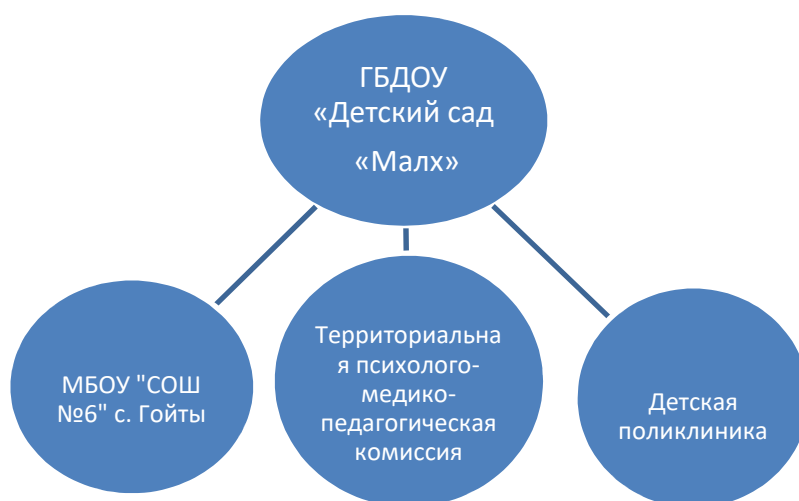 ГБДОУ
«Детский сад
«Малх»
МБОУ "СОШ
№6" с. Гойты
Территориальна
я психолого-
медико-
педагогическая
комиссия
Детская
поликлиника